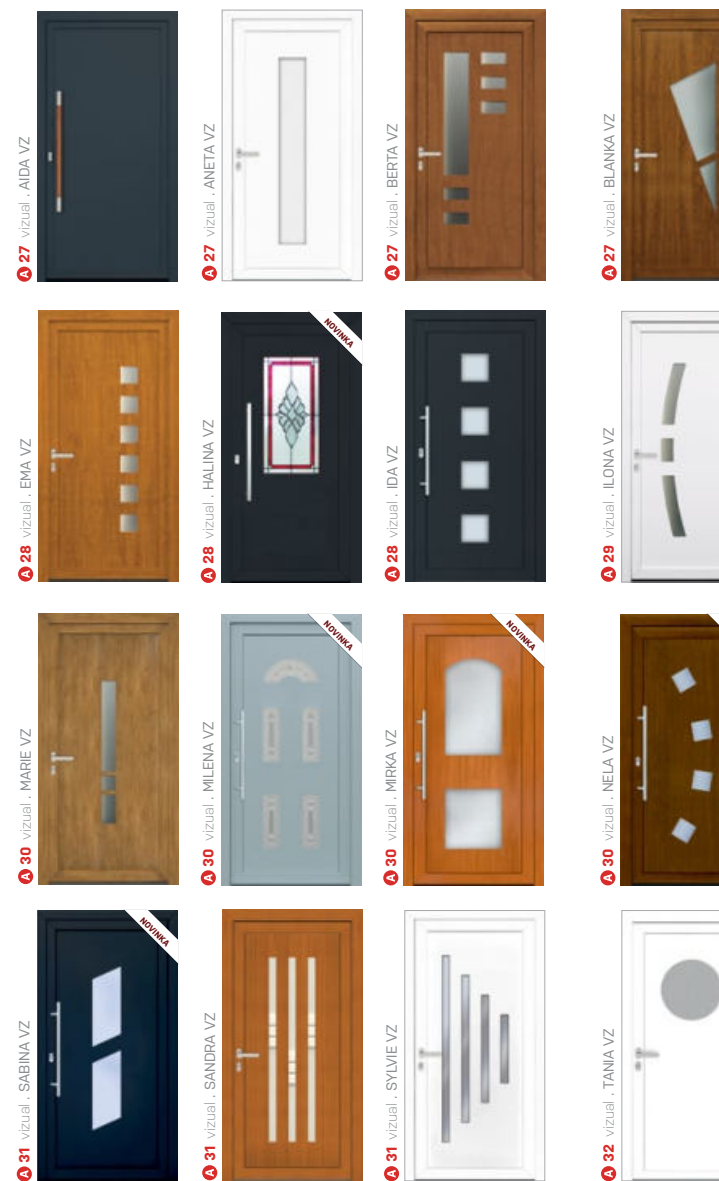 A 27 vizual . AIDA VZ
A 27 vizual . ANETA VZ
A 27 vizual . BERTA VZ
A 27 vizual . BLANKA VZ
A 28 vizual . EMA VZ
A 28 vizual . HALINA VZ
NOVINKA
A 28 vizual . IDA VZ
A 29 vizual . ILONA VZ
A 30 vizual . MARIE VZ
A 30 vizual . MILENA VZ
NOVINKA
A 30 vizual . MIRKA VZ
NOVINKA
A 30 vizual . NELA VZ
A 31 vizual . SABINA VZ
NOVINKA
A 31 vizual . SANDRA VZ
A 31 vizual . SYLVIE VZ
A 32 vizual . TANIA VZ